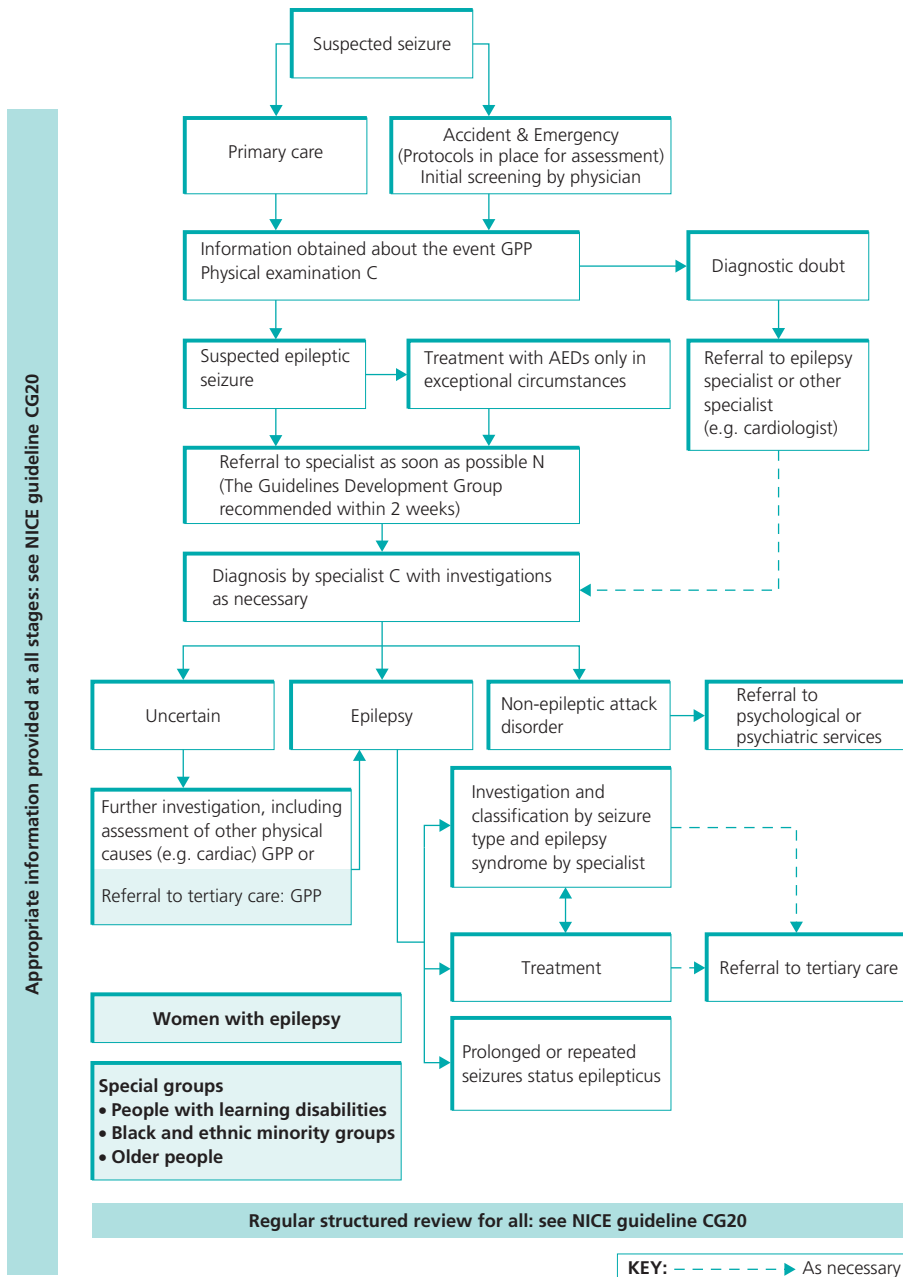 Suspected seizure
Primary care
Accident & Emergency
(Protocols in place for assessment)
Initial screening by physician
Information obtained about the event GPP
Physical examination C
Diagnostic doubt
Suspected epileptic
seizure
Treatment with AEDs only in
exceptional circumstances
Referral to epilepsy
specialist or other
specialist
(e.g. cardiologist)
Referral to specialist as soon as possible N
(The Guidelines Development Group
recommended within 2 weeks)
Diagnosis by specialist C with investigations
as necessary
Uncertain
Epilepsy
Non-epileptic attack
disorder
Referral to
psychological or
psychiatric services
Further investigation, including
assessment of other physical
causes (e.g. cardiac) GPP or
Referral to tertiary care: GPP
Investigation and
classification by seizure
type and epilepsy
syndrome by specialist
Treatment
Referral to tertiary care
Women with epilepsy
Prolonged or repeated
seizures status epilepticus
Special groups
• People with learning disabilities
• Black and ethnic minority groups
• Older people
Appropriate information provided at all stages: see NICE guideline CG20
Regular structured review for all: see NICE guideline CG20
KEY: As necessary